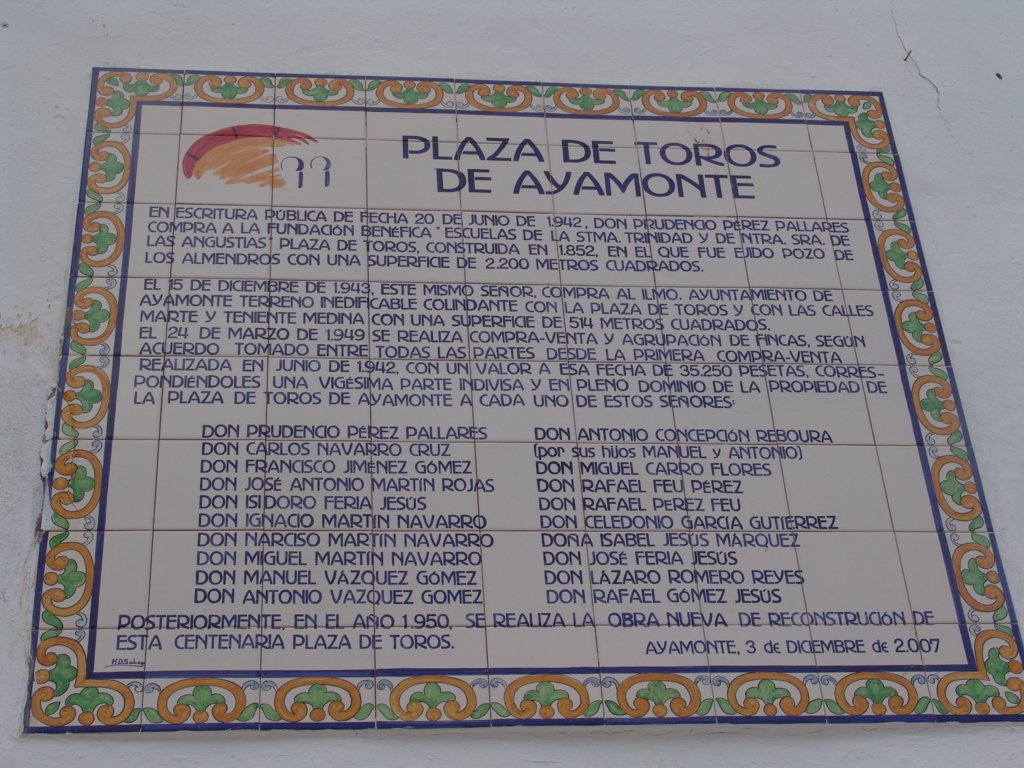 PLAZA DE TOROS
DE AYAMONTE
EN ESCRITURA PÚBLICA DE FECHA 20 DE JUNIO DE 1.942, DON PRUDENCIO PÉREZ PALLARES
COMPRA A LA FUNDACIÓN BENÉFICA "ESCUELAS DE LA STMA. TRINIDAD Y DE NTRA. SRA. DE
LAS ANGUSTIAS" PLAZA DE TOROS, CONSTRUIDA EN 1.852, EN EL QUE FUE EJIDO POZO DE
LOS ALMENDROS CON UNA SUPERFICIE DE 2.200 METROS CUADRADOS.
EL 15 DE DICIEMBRE DE 1.943, ESTE MISMO SEÑOR, COMPRA AL ILMO. AYUNTAMIENTO DE
AYAMONTE TERRENO INEDIFICABLE COLINDANTE CON LA PLAZA DE TOROS Y CON LAS CALLES
MARTE Y TENIENTE MEDINA CON UNA SUPERFICIE DE 514 METROS CUADRADOS.
EL 24 DE MARZO DE 1.949 SE REALIZA COMPRA-VENTA Y AGRUPACIÓN DE FINCAS, SEGÚN
ACUERDO TOMADO ENTRE TODAS LAS PARTES DESDE LA PRIMERA COMPRA-VENTA
REALIZADA EN JUNIO DE 1.942, CON UN VALOR A ESA FECHA DE 35.250 PESETAS, CORRES-
PONDIÉNDOLES UNA VIGÉSIMA PARTE INDIVISA Y EN PLENO DOMINIO DE LA PROPIEDAD DE
LA PLAZA DE TOROS DE AYAMONTE A CADA UNO DE ESTOS SEÑORES:
DON PRUDENCIO PÉREZ PALLARES
DON CARLOS NAVARRO CRUZ
DON FRANCISCO JIMÉNEZ GÓMEZ
DON JOSÉ ANTONIO MARTIN ROJAS
DON ISIDORO FERIA JESÚS
DON IGNACIO MARTÍN NAVARRO
DON NARCISO MARTÍN NAVARRO
DON MIGUEL MARTÍN NAVARRO
DON MANUEL VÁZQUEZ GÓMEZ
DON ANTONIO VAZQUEZ GOMEZ
DON ANTONIO CONCEPCIÓN REBOURA
(por sus hijos MANUEL y ANTONIO)
DON MIGUEL CARRO FLORES
DON RAFAEL FEU PÉREZ
DON RAFAEL PÉREZ FEU
DON CELEDONIO GARCÍA GUTIÉRREZ
DOÑA ISABEL JESÚS MÁRQUEZ
DON JOSÉ FERIA JESÚS
DON LÁZARO ROMERO REYES
DON RAFAEL GÓMEZ JESÚS
POSTERIORMENTE, EN EL AÑO 1.950, SE REALIZA LA OBRA NUEVA DE RECONSTRUCIÓN DE
ESTA CENTENARIA PLAZA DE TOROS.
AYAMONTE, 3 de DICIEMBRE de 2.007